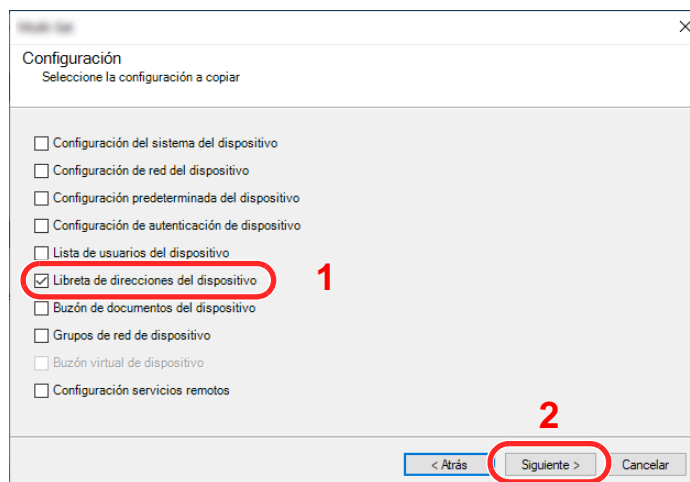 Configuración
Seleccione la configuración a copiar
Configuración del sistema del dispositivo
Configuración de red del dispositivo
Configuración predeterminada del dispositivo
Configuración de autenticación de dispositivo
Lista de usuarios del dispositivo
Libreta de direcciones del dispositivo
1
Buzón de documentos del dispositivo
Grupos de red de dispositivo
Buzón virtual de dispositivo
Configuración servicios remotos
2
< Atrás
Siguiente >
Cancelar